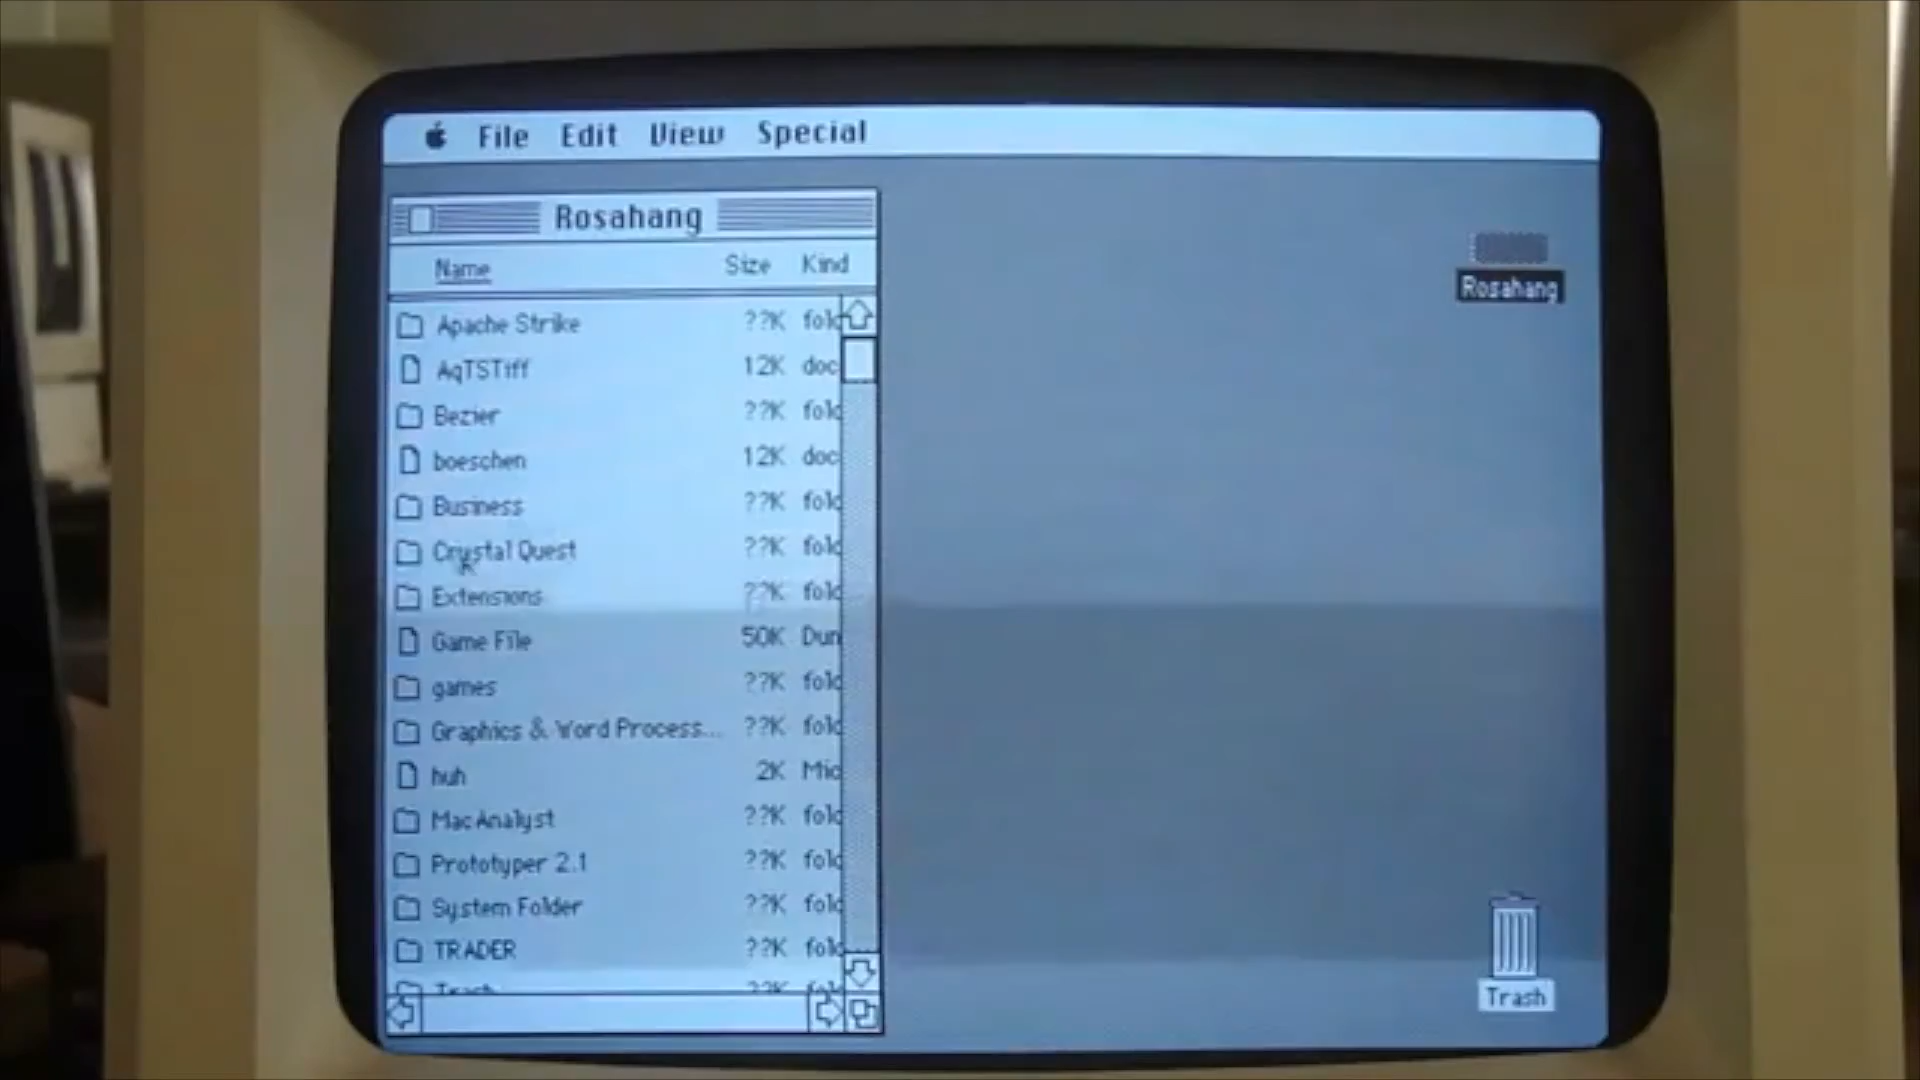 File Edit View Special
Rosahang
Name Size Kind
Apache Strike ??K fold
AqTSTiff 12K doc
Bezier ??K fold
boeschen 12K doc
Business ??K fold
Crystal Quest ??K fold
Extensions ??K fold
Game File 50K Dun
games ??K fold
Graphics & Word Process... ??K fold
huh 2K Mic
MacAnalyst ??K fold
Prototyper 2.1 ??K fold
System Folder ??K fold
TRADER ??K fold
Trash ??K fold
Rosahang
Trash